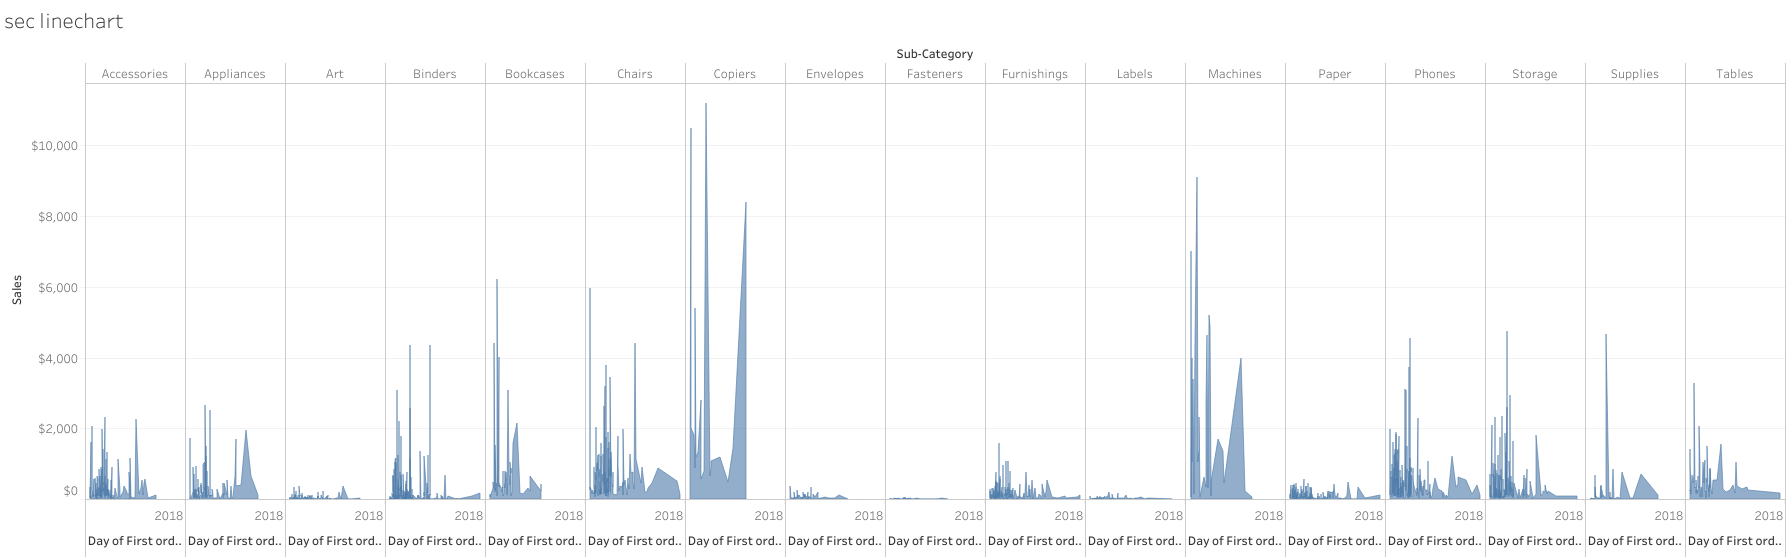 sec linechart
Sub-Category
Accessories Appliances Art Binders Bookcases Chairs Copiers Envelopes Fasteners Furnishings Labels Machines Paper Phones Storage Supplies Tables
$10,000
$8,000
$6,000
Sales
$4,000
$2,000
$0
2018 2018 2018 2018 2018 2018 2018 2018 2018 2018 2018 2018 2018 2018 2018 2018 2018
Day of First ord.. Day of First ord.. Day of First ord.. Day of First ord.. Day of First ord.. Day of First ord.. Day of First ord.. Day of First ord.. Day of First ord.. Day of First ord.. Day of First ord.. Day of First ord.. Day of First ord.. Day of First ord.. Day of First ord.. Day of First ord.. Day of First ord..